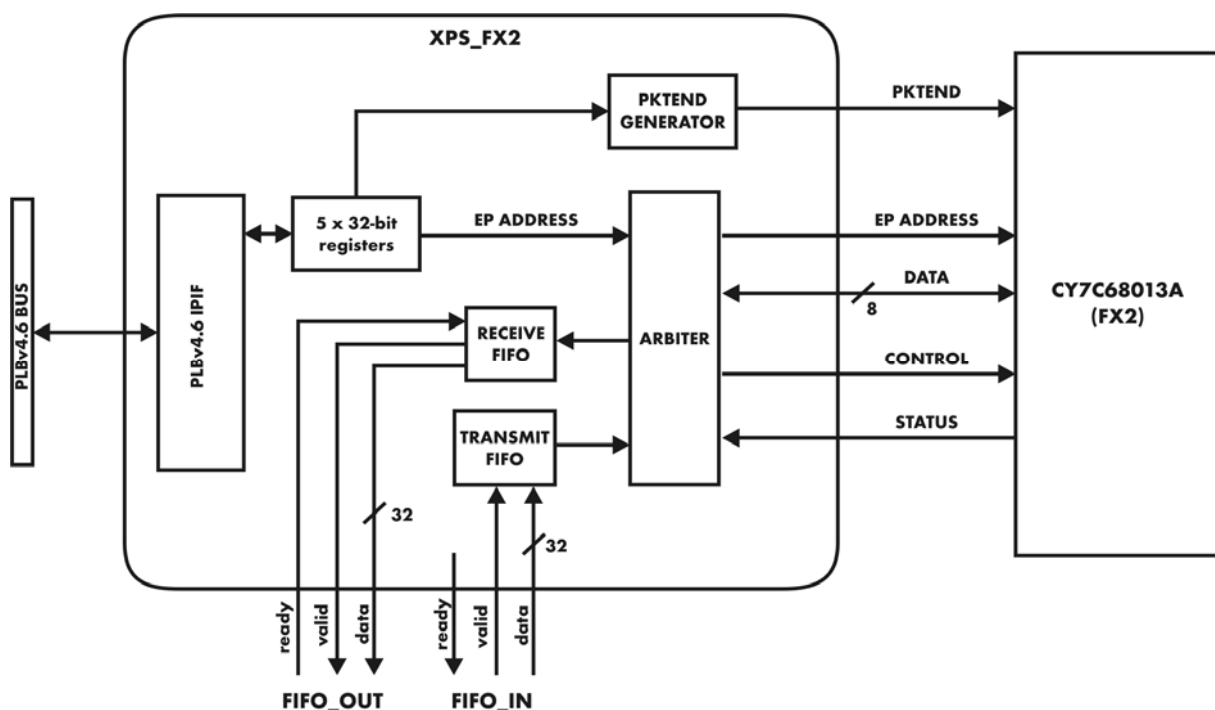 XPS_FX2
PKTEND
GENERATOR
PKTEND
PLBv4.6 BUS
PLBv4.6 IPIF
5 x 32-bit
registers
EP ADDRESS
ARBITER
EP ADDRESS
DATA
8
CONTROL
STATUS
CY7C68013A
(FX2)
RECEIVE
FIFO
TRANSMIT
FIFO
32
32
ready
valid
data
ready
valid
data
FIFO_OUT
FIFO_IN